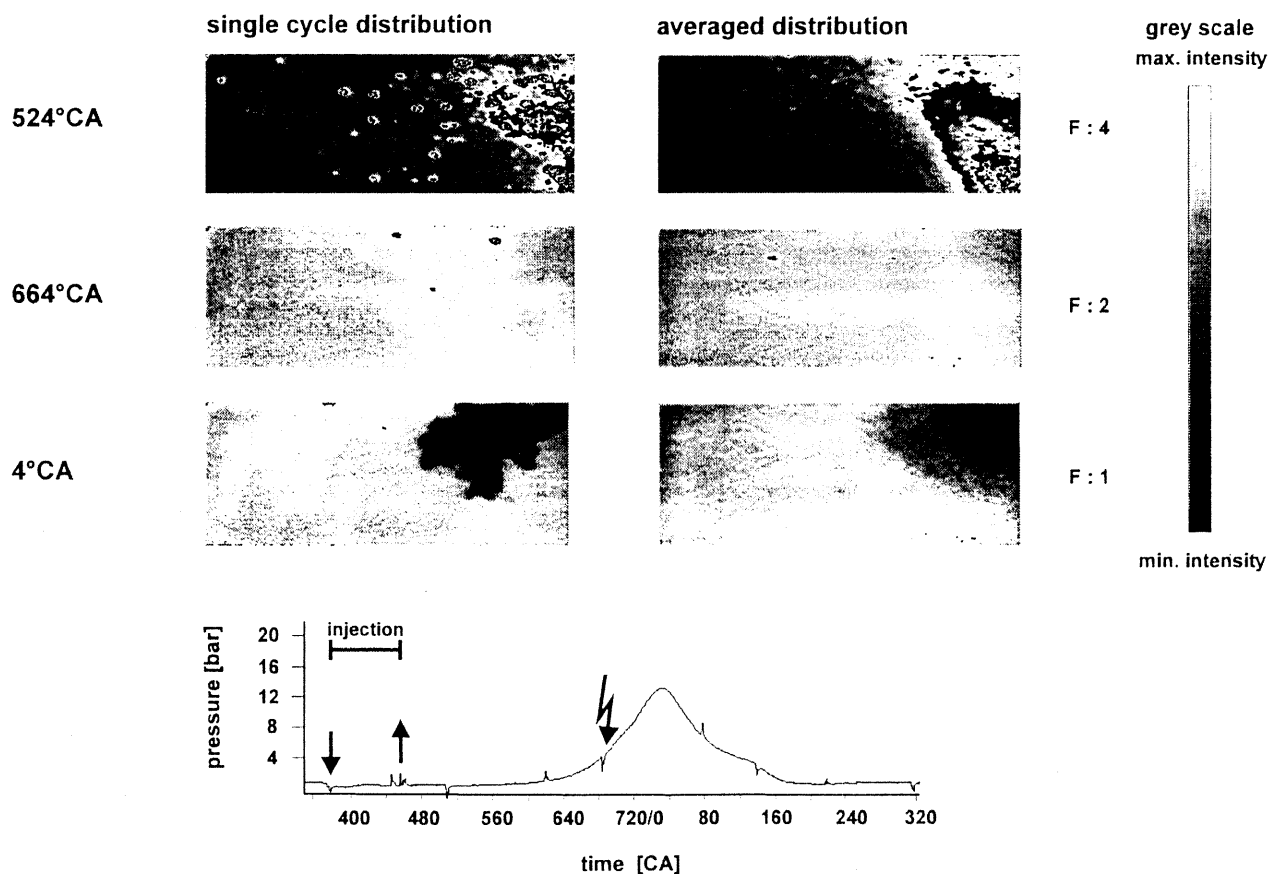 single cycle distribution
averaged distribution
grey scale
max. intensity
524°CA
F : 4
664°CA
F : 2
4°CA
F : 1
min. intensity
pressure [bar]
20
16
12
8
4
injection
400 480 560 640 720/0 80 160 240 320
time [CA]